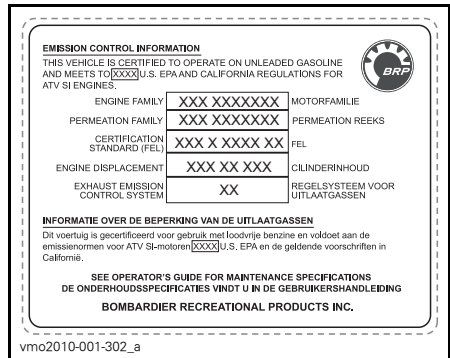 EMISSION CONTROL INFORMATION
THIS VEHICLE IS CERTIFIED TO OPERATE ON UNLEADED GASOLINE
AND MEETS TO XXXX U.S. EPA AND CALIFORNIA REGULATIONS FOR
ATV SI ENGINES.
BRP
ENGINE FAMILY XXX XXXXXXX MOTORFAMILIE
PERMEATION FAMILY XXX XXXXXXX PERMEATION REEKS
CERTIFICATION
STANDARD (FEL) XXX X XXXX XX FEL
ENGINE DISPLACEMENT XXX XX XXX CILINDERINHOUD
EXHAUST EMISSION
CONTROL SYSTEM XX REGELSYSTEEM VOOR
UITLAATGASSEN
INFORMATIE OVER DE BEPERKING VAN DE UITLAATGASSEN
Dit voertuig is gecertificeerd voor gebruik met loodvrije benzine en voldoet aan de
emissienormen voor ATV SI-motoren XXXX U.S. EPA en de geldende voorschriften in
Californië.
SEE OPERATOR'S GUIDE FOR MAINTENANCE SPECIFICATIONS
DE ONDERHOUDSSPECIFICATIES VINDT U IN DE GEBRUIKERSHANDLEIDING
BOMBARDIER RECREATIONAL PRODUCTS INC.
vmo2010-001-302_a